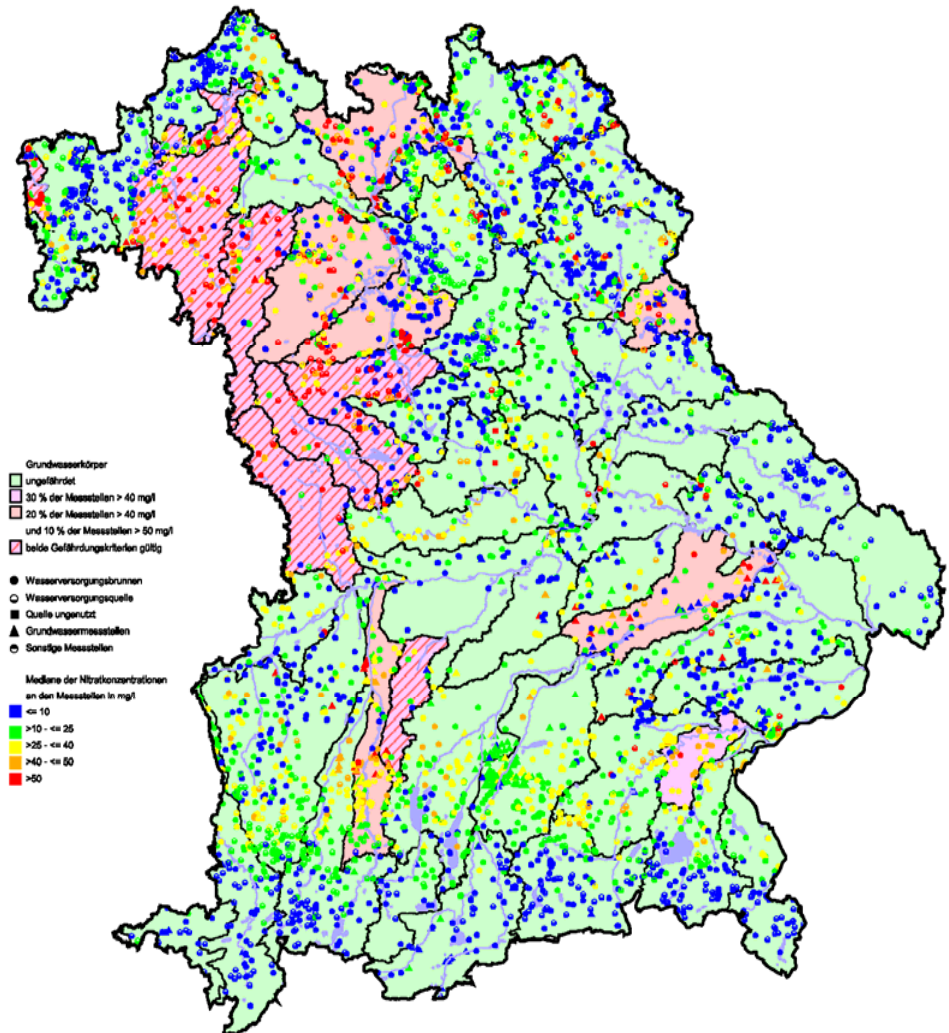 Grundwasserkörper
ungefährdet
30 % der Messstellen > 40 mg/l
20 % der Messstellen > 40 mg/l
und 10 % der Messstellen > 50 mg/l
beide Gefährdungskriterien gültig
Wasserversorgungsbrunnen
Wasserversorgungsquelle
Quelle ungenutzt
Grundwassermessstellen
Sonstige Messstellen
Mediane der Nitratkonzentrationen
an den Messstellen in mg/l
<= 10
>10 - <= 25
>25 - <= 40
>40 - <= 50
>50